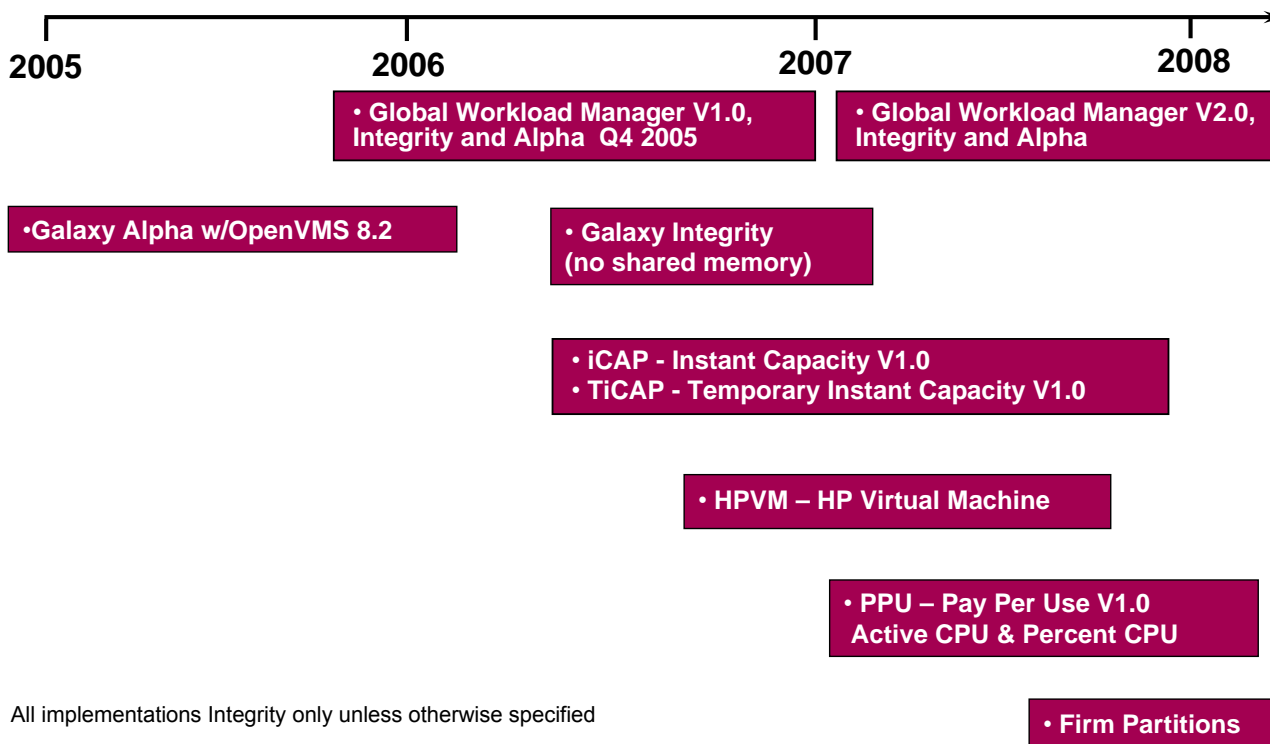 2005 2006 2007 2008
• Global Workload Manager V1.0,
Integrity and Alpha Q4 2005
• Global Workload Manager V2.0,
Integrity and Alpha
•Galaxy Alpha w/OpenVMS 8.2
• Galaxy Integrity
(no shared memory)
• iCAP - Instant Capacity V1.0
• TiCAP - Temporary Instant Capacity V1.0
• HPVM – HP Virtual Machine
• PPU – Pay Per Use V1.0
Active CPU & Percent CPU
All implementations Integrity only unless otherwise specified
• Firm Partitions